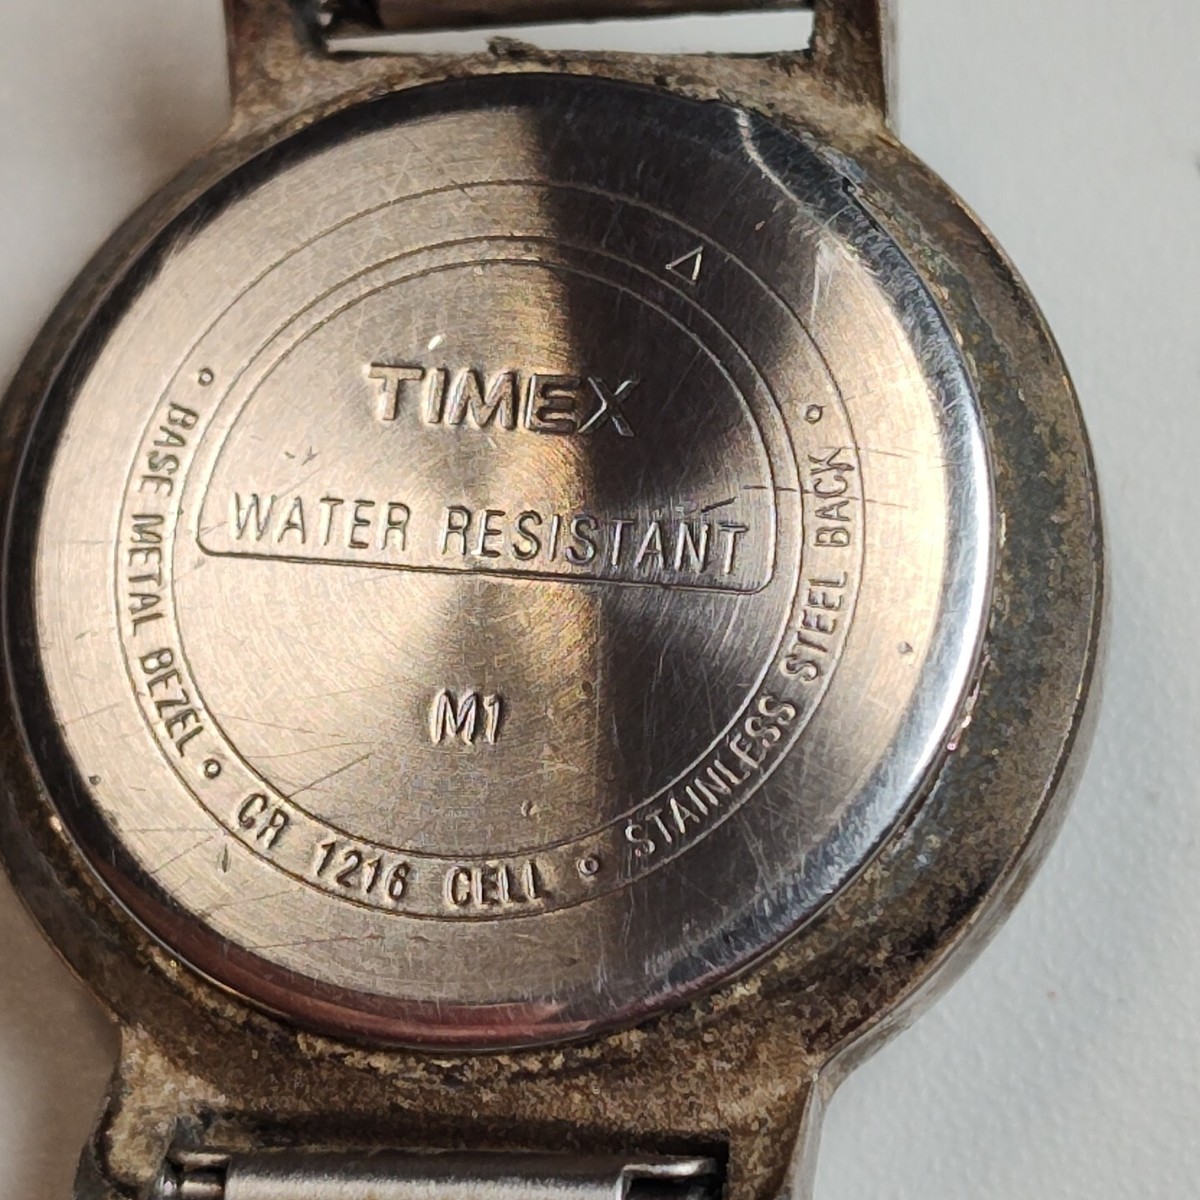 TIMEX
WATER RESISTANT
M1
° BASE METAL BEZEL ° CR 1216 CELL ° STAINLESS STEEL BACK °